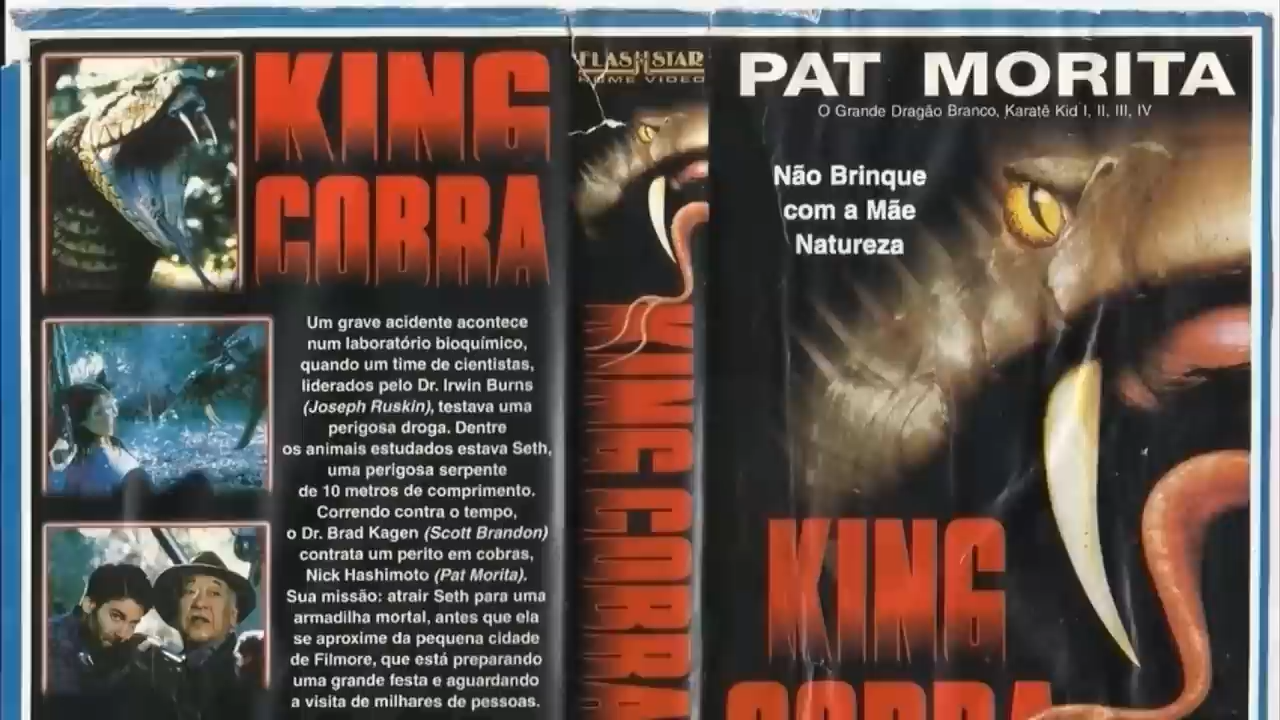 KING
COBRA
Um grave acidente acontece
num laboratório bioquímico,
quando um time de cientistas,
liderados pelo Dr. Irwin Burns
(Joseph Ruskin), testava uma
perigosa droga. Dentre
os animais estudados estava Seth,
uma perigosa serpente
de 10 metros de comprimento.
Correndo contra o tempo,
o Dr. Brad Kagen (Scott Brandon)
contrata um perito em cobras,
Nick Hashimoto (Pat Morita).
Sua missão: atrair Seth para uma
armadilha mortal, antes que ela
se aproxime da pequena cidade
de Filmore, que está preparando
uma grande festa e aguardando
a visita de milhares de pessoas.
FLASHSTAR
HOME VIDEO
KING COBRA
PAT MORITA
O Grande Dragão Branco, Karatê Kid I, II, III, IV
Não Brinque
com a Mãe
Natureza
KING
COBRA